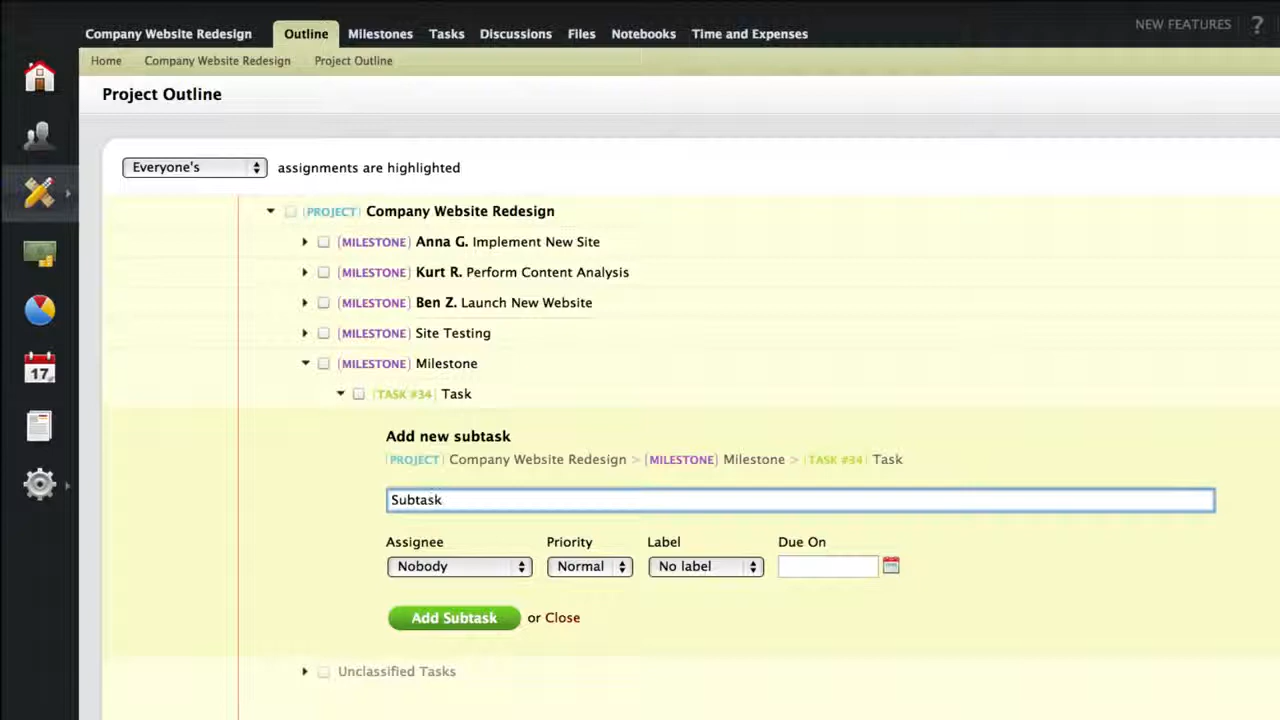 NEW FEATURES ?
Company Website Redesign Outline Milestones Tasks Discussions Files Notebooks Time and Expenses
Home Company Website Redesign Project Outline
Project Outline
Everyone's assignments are highlighted
[PROJECT] Company Website Redesign
[MILESTONE] Anna G. Implement New Site
[MILESTONE] Kurt R. Perform Content Analysis
[MILESTONE] Ben Z. Launch New Website
[MILESTONE] Site Testing
[MILESTONE] Milestone
[TASK #34] Task
Add new subtask
[PROJECT] Company Website Redesign > [MILESTONE] Milestone > [TASK #34] Task
Subtask
Assignee Priority Label Due On
Nobody Normal No label
Add Subtask or Close
Unclassified Tasks
17